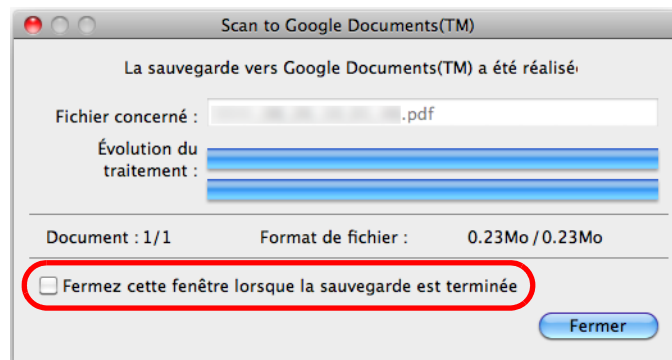 Scan to Google Documents(TM)
La sauvegarde vers Google Documents(TM) a été
Fichier concerné : .pdf
Évolution du
traitement :
Document : 1/1 Format de fichier : 0.23Mo / 0.23Mo
Fermez cette fenêtre lorsque la sauvegarde est terminée
Fermer